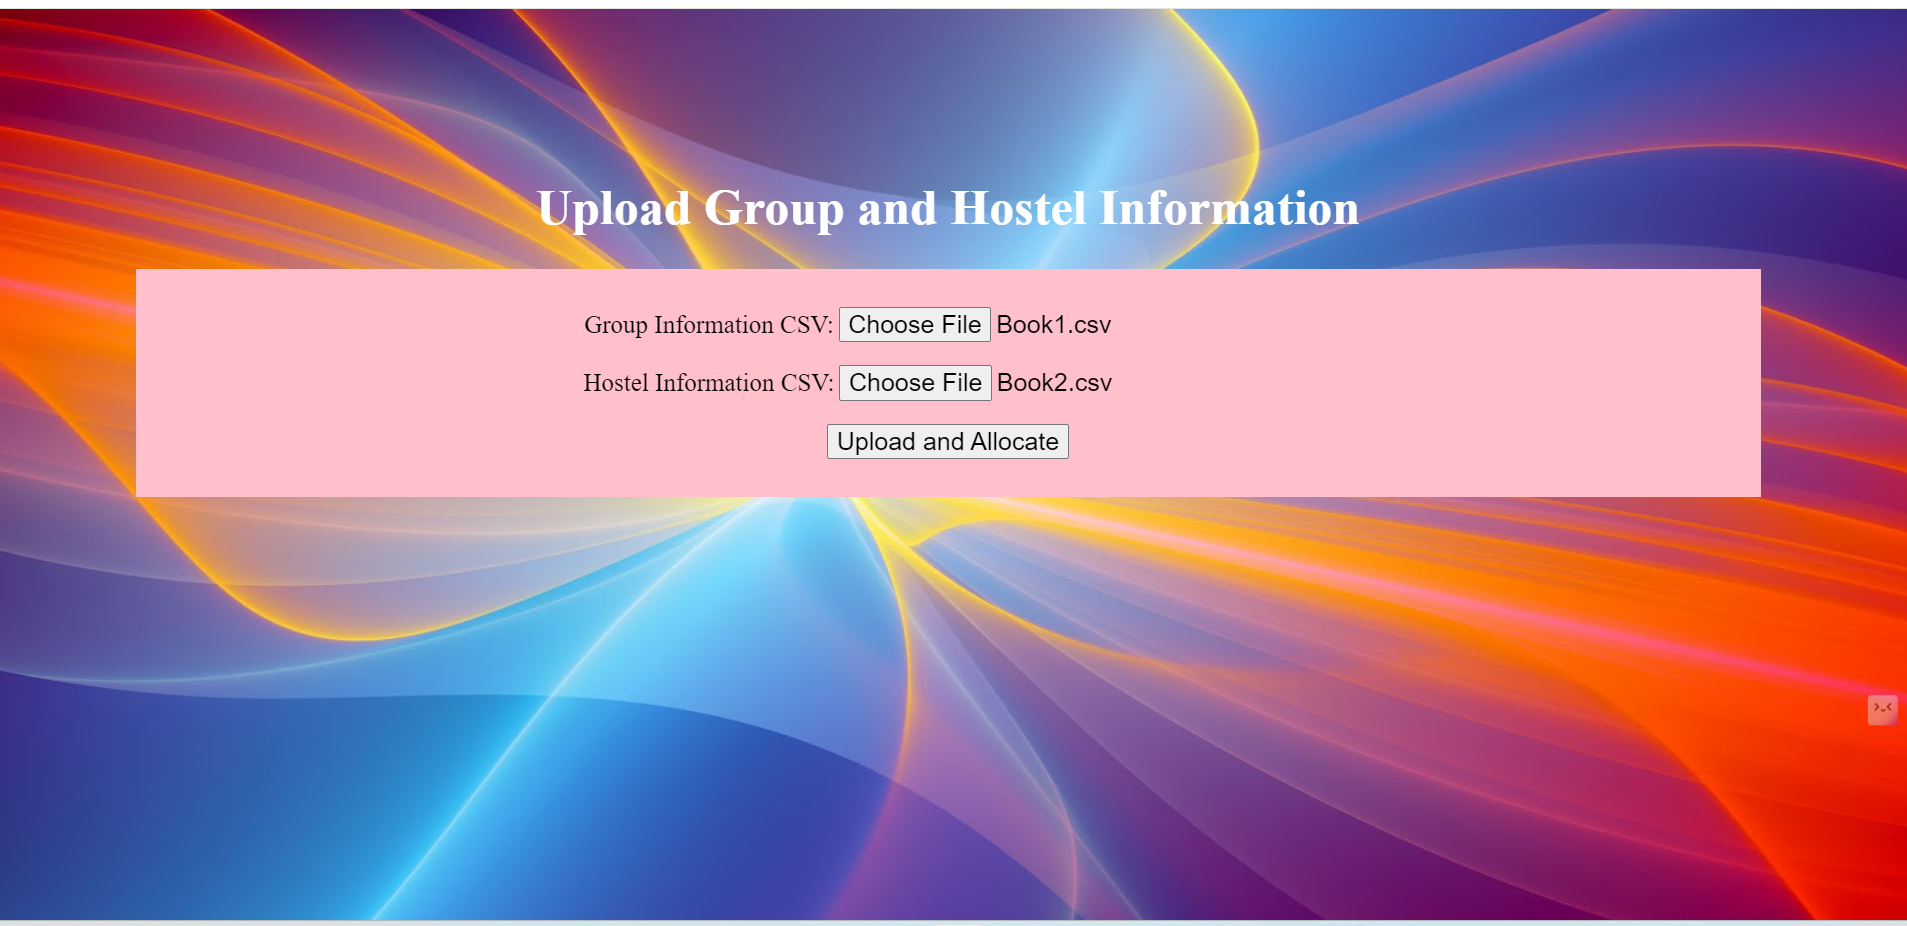 Upload Group and Hostel Information
Group Information CSV: Choose File Book1.csv
Hostel Information CSV: Choose File Book2.csv
Upload and Allocate